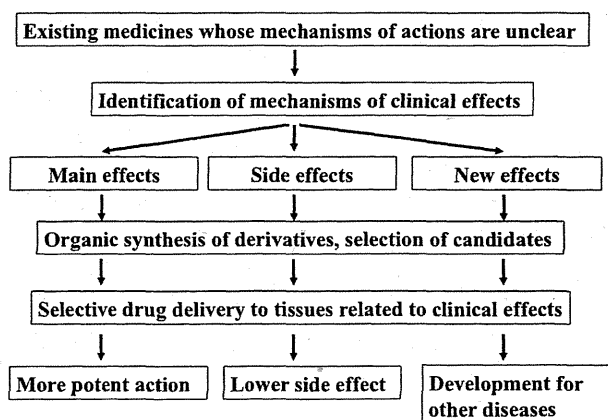 Existing medicines whose mechanisms of actions are unclear
Identification of mechanisms of clinical effects
Main effects
Side effects
New effects
Organic synthesis of derivatives, selection of candidates
Selective drug delivery to tissues related to clinical effects
More potent action
Lower side effect
Development for
other diseases